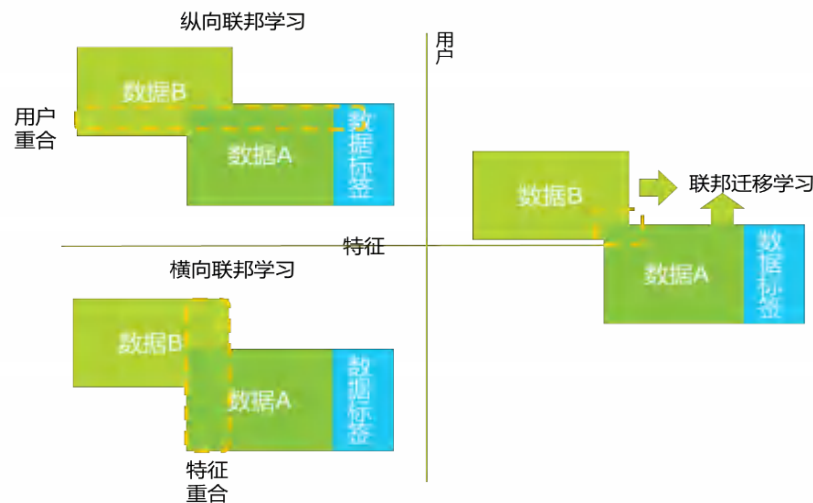 纵向联邦学习
数据B
用户
重合
数据A
数据标签
用户
特征
横向联邦学习
数据B
数据A
数据标签
特征
重合
数据B
联邦迁移学习
数据A
数据标签